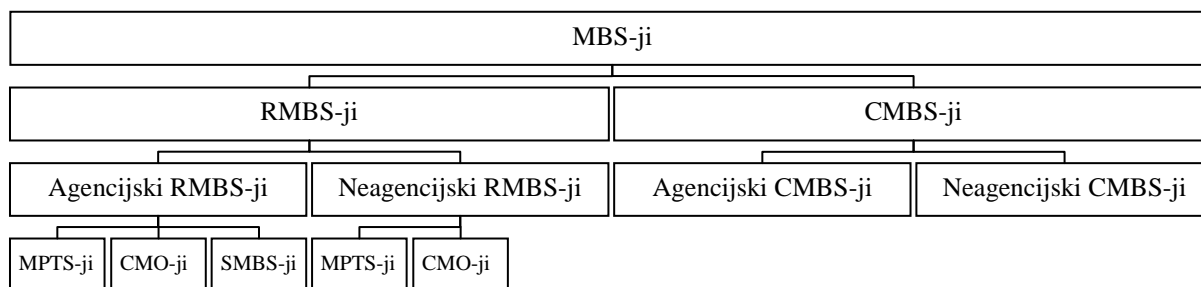 MBS-ji
RMBS-ji
CMBS-ji
Agencijski RMBS-ji
Neagencijski RMBS-ji
Agencijski CMBS-ji
Neagencijski CMBS-ji
MPTS-ji
CMO-ji
SMBS-ji
MPTS-ji
CMO-ji